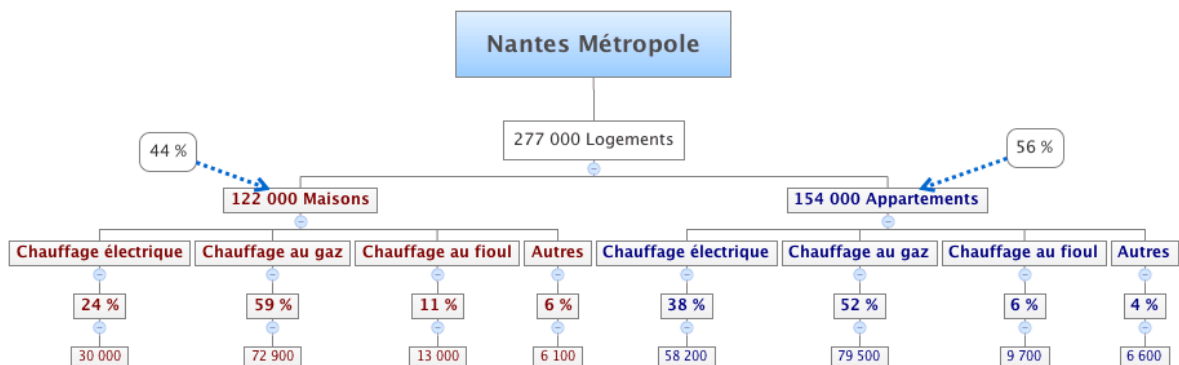 Nantes Métropole
277 000 Logements
44 %
56 %
122 000 Maisons
154 000 Appartements
Chauffage électrique
Chauffage au gaz
Chauffage au fioul
Autres
Chauffage électrique
Chauffage au gaz
Chauffage au fioul
Autres
24 %
59 %
11 %
6 %
38 %
52 %
6 %
4 %
30 000
72 900
13 000
6 100
58 200
79 500
9 700
6 600